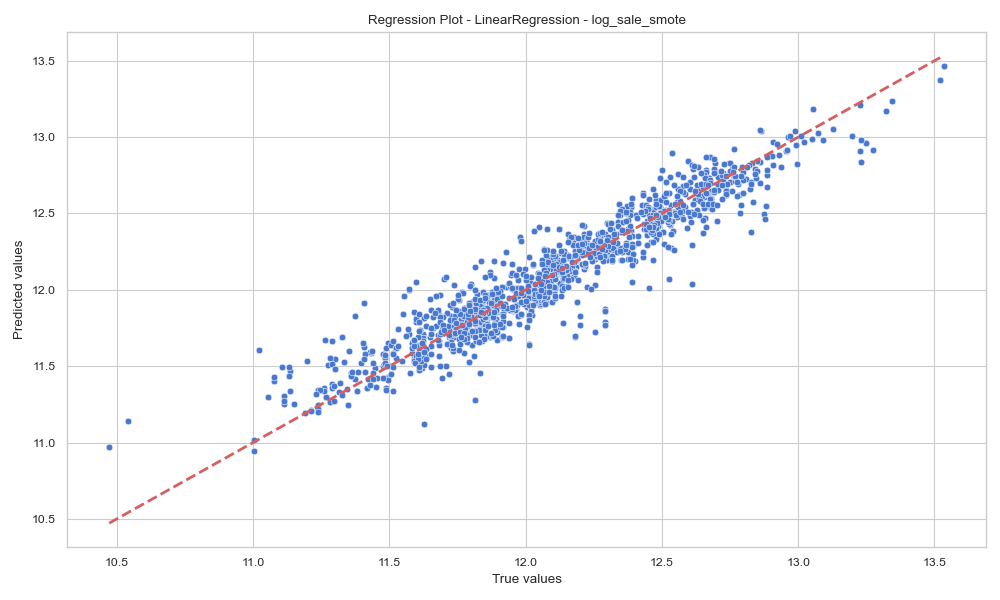 Regression Plot - LinearRegression - log_sale_smote
Predicted values
13.5
13.0
12.5
12.0
11.5
11.0
10.5
10.5 11.0 11.5 12.0 12.5 13.0 13.5
True values